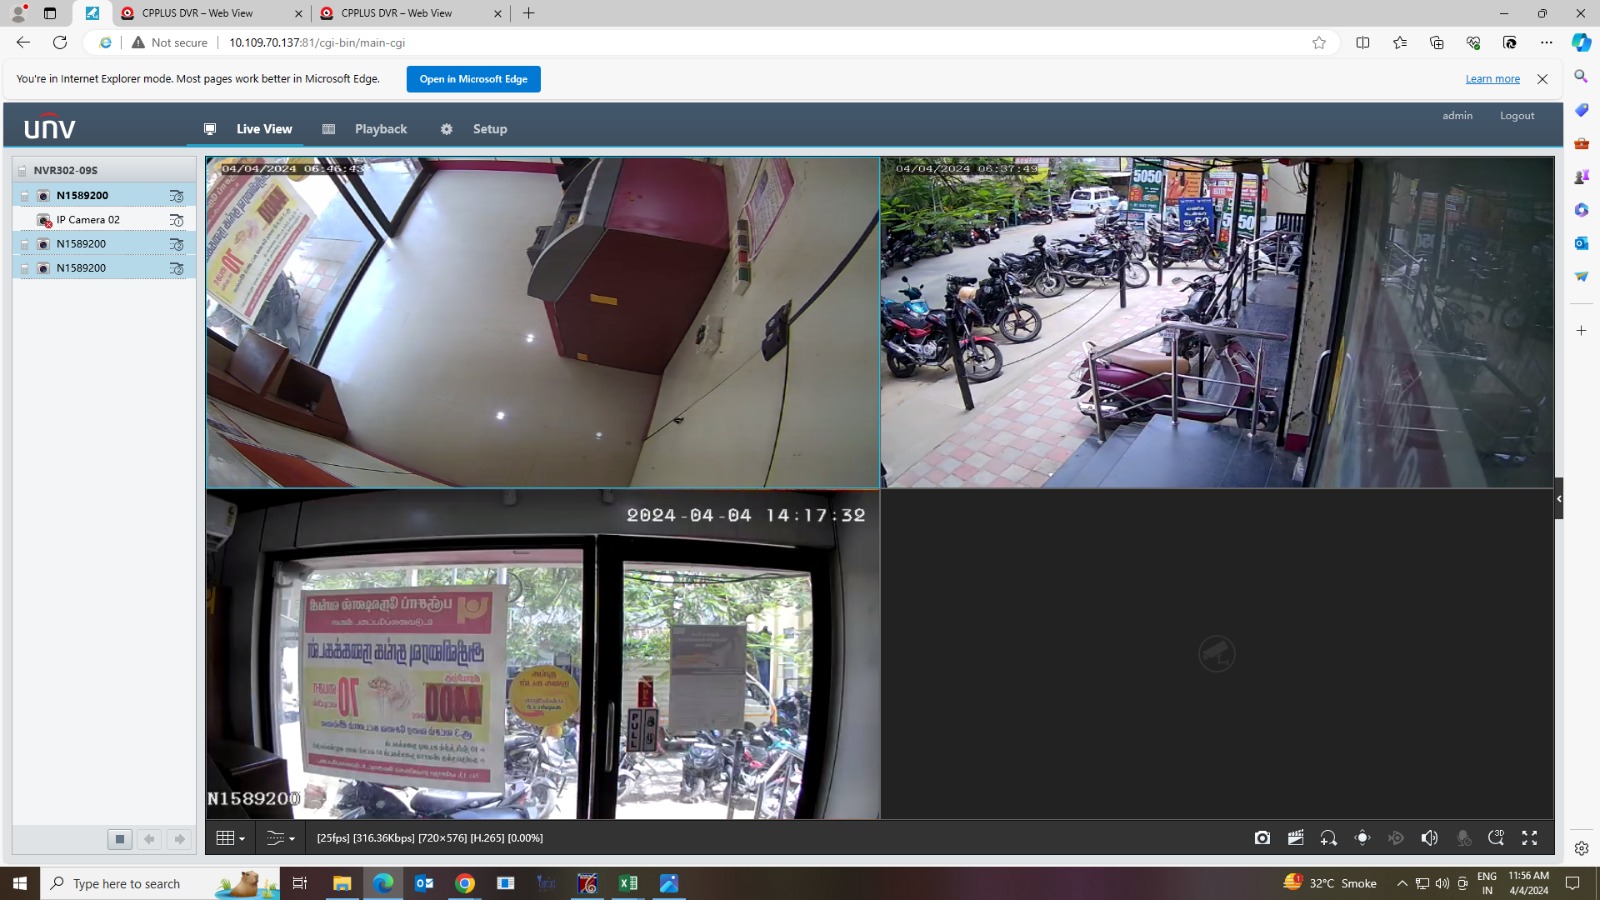 CPPLUS DVR – Web View
CPPLUS DVR – Web View
Not secure
10.109.70.137:81/cgi-bin/main-cgi
You're in Internet Explorer mode. Most pages work better in Microsoft Edge.
Open in Microsoft Edge
Learn more
unv
Live View
Playback
Setup
admin
Logout
NVR302-09S
N1589200
IP Camera 02
N1589200
N1589200
04/04/2024 06:46:43
04/04/2024 06:37:49
5050
2024-04-04 14:17:32
70
400
PULL
N1589200
[25fps] [316.36Kbps] [720×576] [H.265] [0.00%]
Type here to search
32°C Smoke
ENG
IN
11:56 AM
4/4/2024